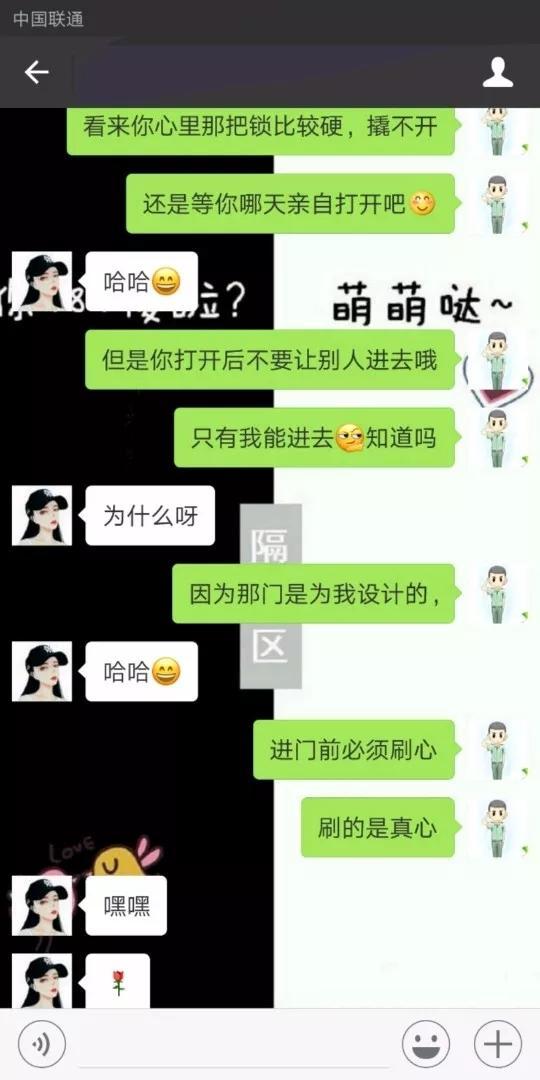 中国联通
看来你心里那把锁比较硬，撬不开
还是等你哪天亲自打开吧😊
哈哈😄
萌萌哒~
但是你打开后不要让别人进去哦
只有我能进去🤔知道吗
为什么呀
隔
因为那门是为我设计的，
区
哈哈😄
进门前必须刷心
刷的是真心
Love
嘿嘿
🌹